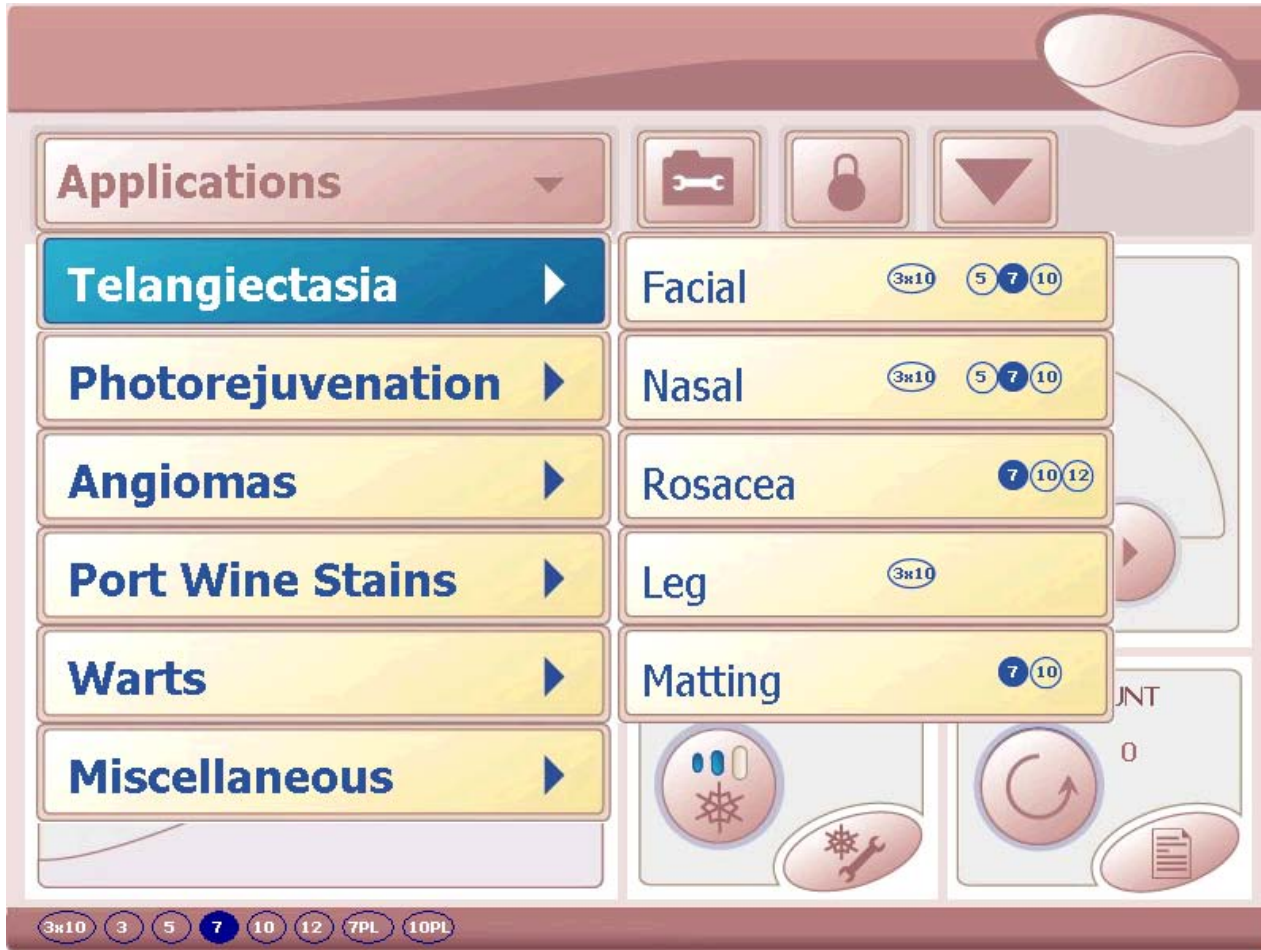 Applications
Telangiectasia
Facial 3x10 5 7 10
Photorejuvenation
Nasal 3x10 5 7 10
Angiomas
Rosacea 7 10 12
Port Wine Stains
Leg 3x10
Warts
Matting 7 10
UNT
Miscellaneous
0
3x10 3 5 7 10 12 7PL 10PL